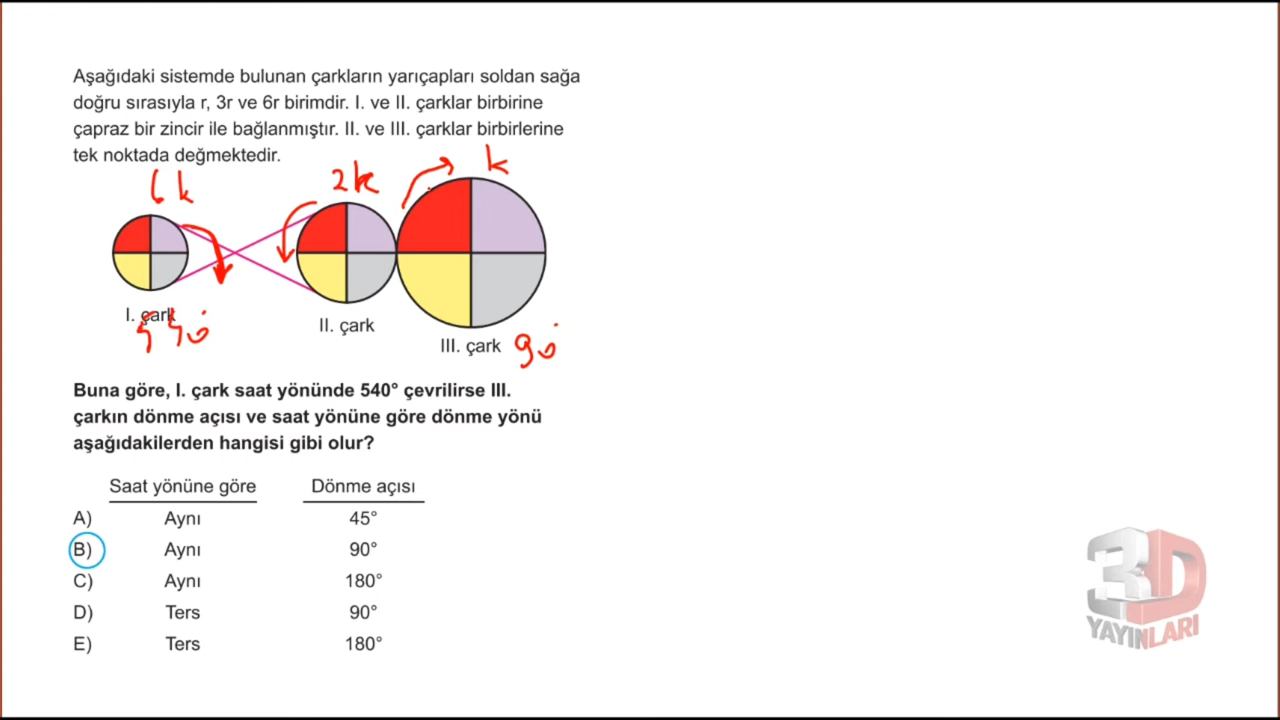 Aşağıdaki sistemde bulunan çarkların yarıçapları soldan sağa
doğru sırasıyla r, 3r ve 6r birimdir. I. ve II. çarklar birbirine
çapraz bir zincir ile bağlanmıştır. II. ve III. çarklar birbirlerine
tek noktada değmektedir.
6k 2k k
I. çark
540
II. çark
III. çark 90
Buna göre, I. çark saat yönünde 540° çevrilirse III.
çarkın dönme açısı ve saat yönüne göre dönme yönü
aşağıdakilerden hangisi gibi olur?
Saat yönüne göre Dönme açısı
A) Aynı 45°
B) Aynı 90°
C) Aynı 180°
D) Ters 90°
E) Ters 180°
3D
YAYINLARI